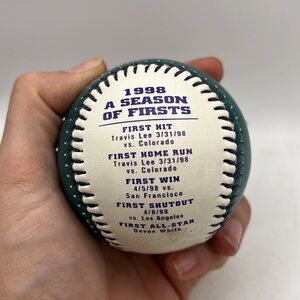 1998
A SEASON
OF FIRSTS
FIRST HIT
Travis Lee 3/31/98
vs. Colorado
FIRST HOME RUN
Travis Lee 3/31/98
vs. Colorado
FIRST WIN
4/5/98 vs.
San Francisco
FIRST SHUTOUT
4/8/98
vs. Los Angeles
FIRST ALL-STAR
Devon White